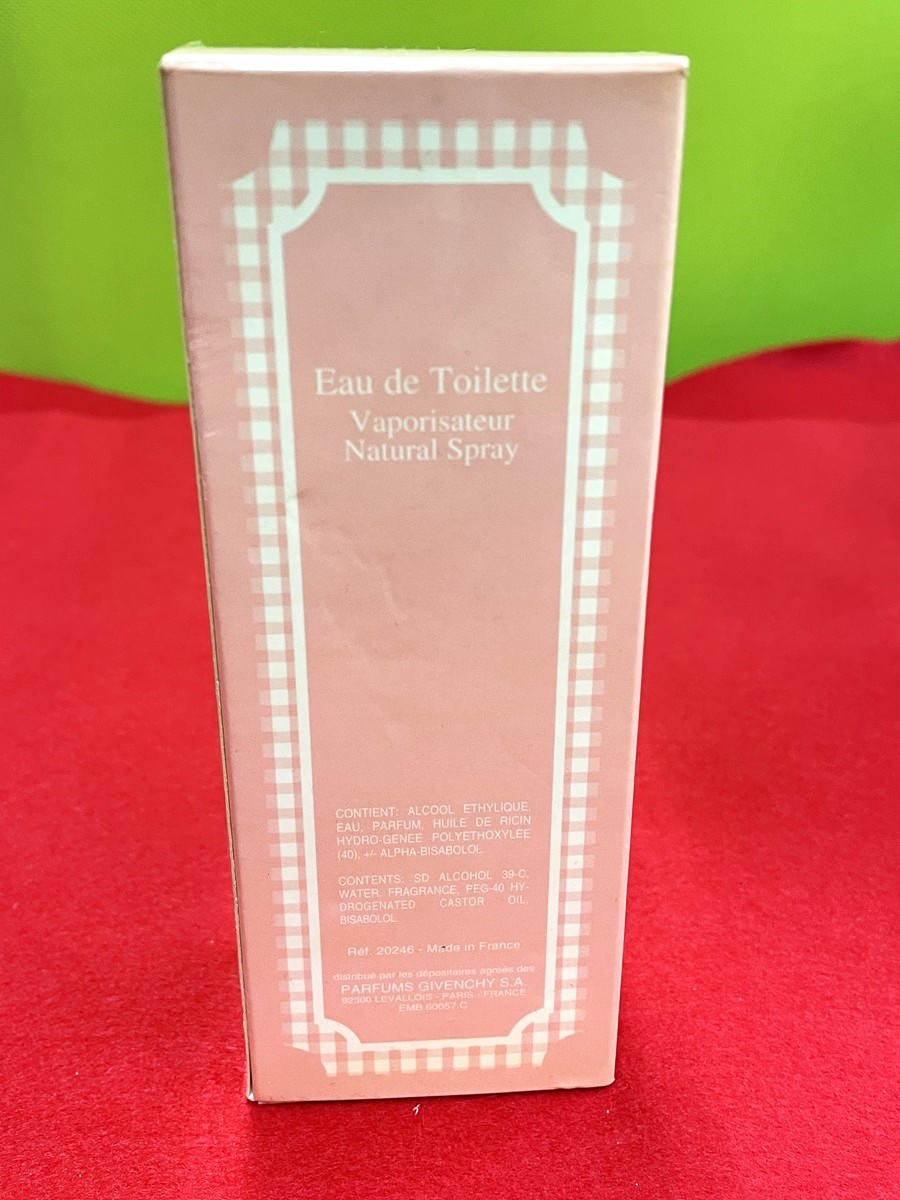 Eau de Toilette
Vaporisateur
Natural Spray
CONTIENT: ALCOOL ETHYLIQUE,
EAU, PARFUM, HUILE DE RICIN
HYDRO-GENEE POLYETHOXYLEE
(40), +/- ALPHA-BISABOLOL.
CONTENTS: SD ALCOHOL 39-C,
WATER, FRAGRANCE, PEG-40 HY-
DROGENATED CASTOR OIL,
BISABOLOL.
Réf. 20246 - Made in France
distribué par les dépositaires agréés des
PARFUMS GIVENCHY S.A.
92300 LEVALLOIS - PARIS - FRANCE
EMB 60057.C